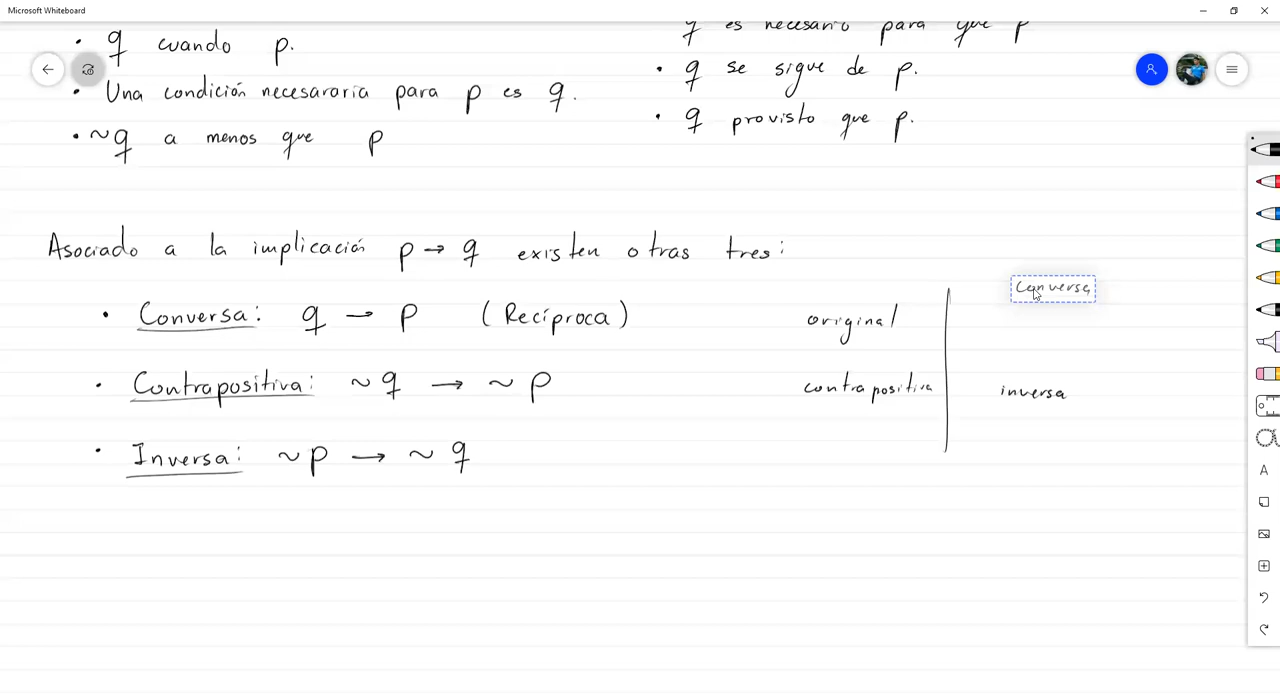 Microsoft Whiteboard
• q cuando p.
• Una condición necesararia para p es q.
• ~q a menos que p
q es necesario para que p
• q se sigue de p.
• q provisto que p.
Asociado a la implicación p → q existen otras tres:
• Conversa: q → p (Recíproca)
• Contrapositiva: ~q → ~p
• Inversa: ~p → ~q
original
conversa
contrapositiva
inversa
A